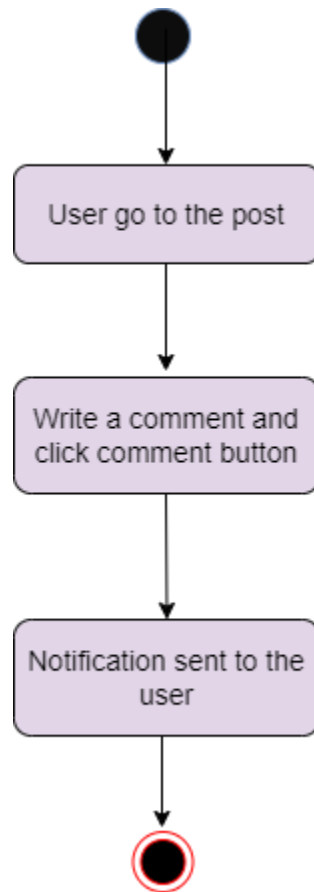 User go to the post
Write a comment and
click comment button
Notification sent to the
user